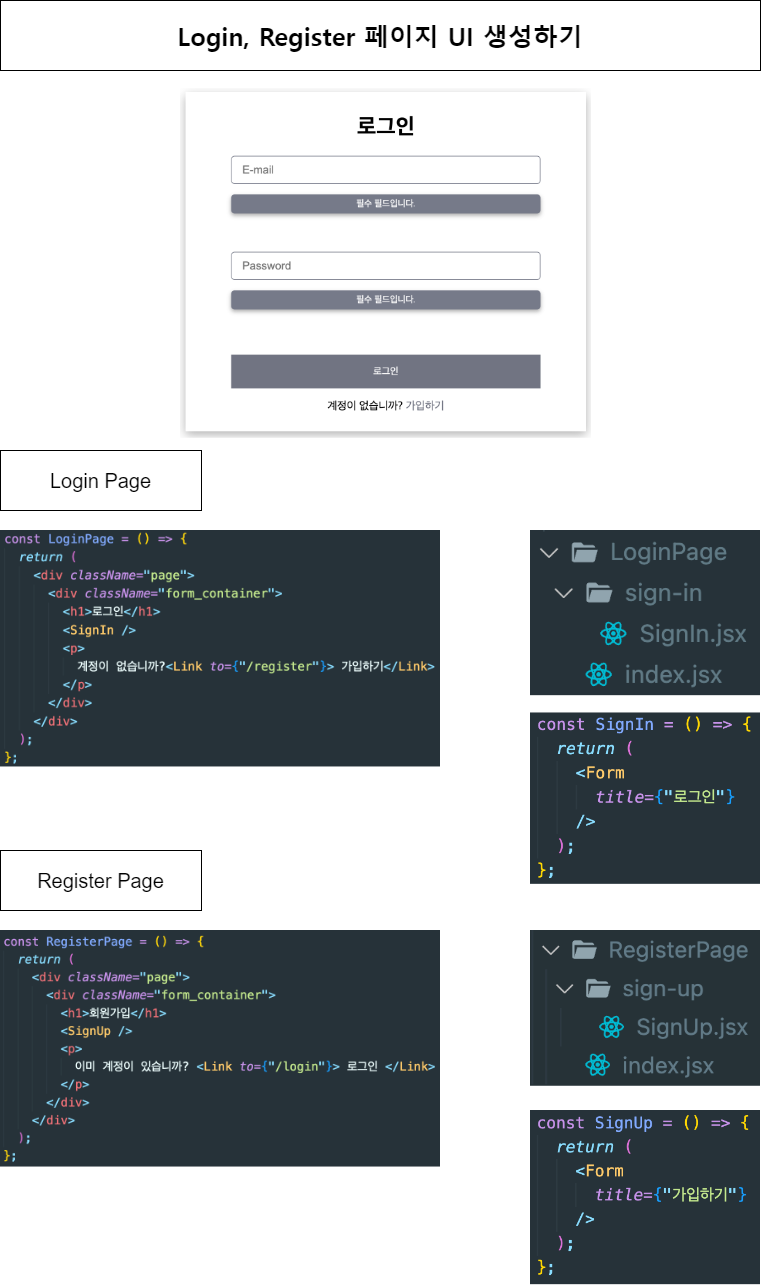 Login, Register 페이지 UI 생성하기
로그인
E-mail
필수 필드입니다.
Password
필수 필드입니다.
로그인
계정이 없습니까? 가입하기
Login Page
const LoginPage = () => {
return (
<div className="page">
<div className="form_container">
<h1>로그인</h1>
<SignIn />
<p>
계정이 없습니까?<Link to={"/register"}> 가입하기</Link>
</p>
</div>
</div>
);
};
LoginPage
sign-in
SignIn.jsx
index.jsx
const SignIn = () => {
return (
<Form
title={"로그인"}
/>
);
};
Register Page
const RegisterPage = () => {
return (
<div className="page">
<div className="form_container">
<h1>회원가입</h1>
<SignUp />
<p>
이미 계정이 있습니까? <Link to={"/login"}> 로그인 </Link>
</p>
</div>
</div>
);
};
RegisterPage
sign-up
SignUp.jsx
index.jsx
const SignUp = () => {
return (
<Form
title={"가입하기"}
/>
);
};